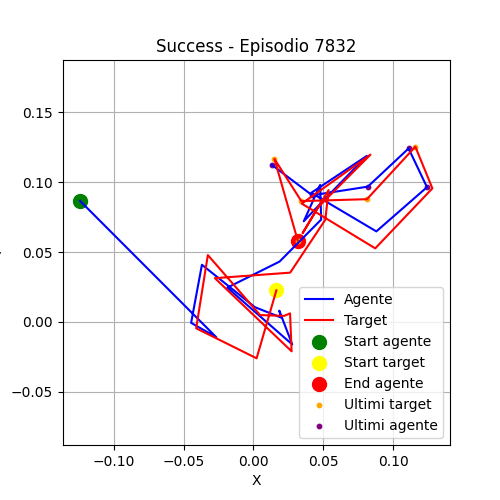 Success - Episodio 7832
0.15
0.10
0.05
0.00
−0.05
−0.10
−0.05
0.00
0.05
0.10
X
Agente
Target
Start agente
Start target
End agente
Ultimi target
Ultimi agente